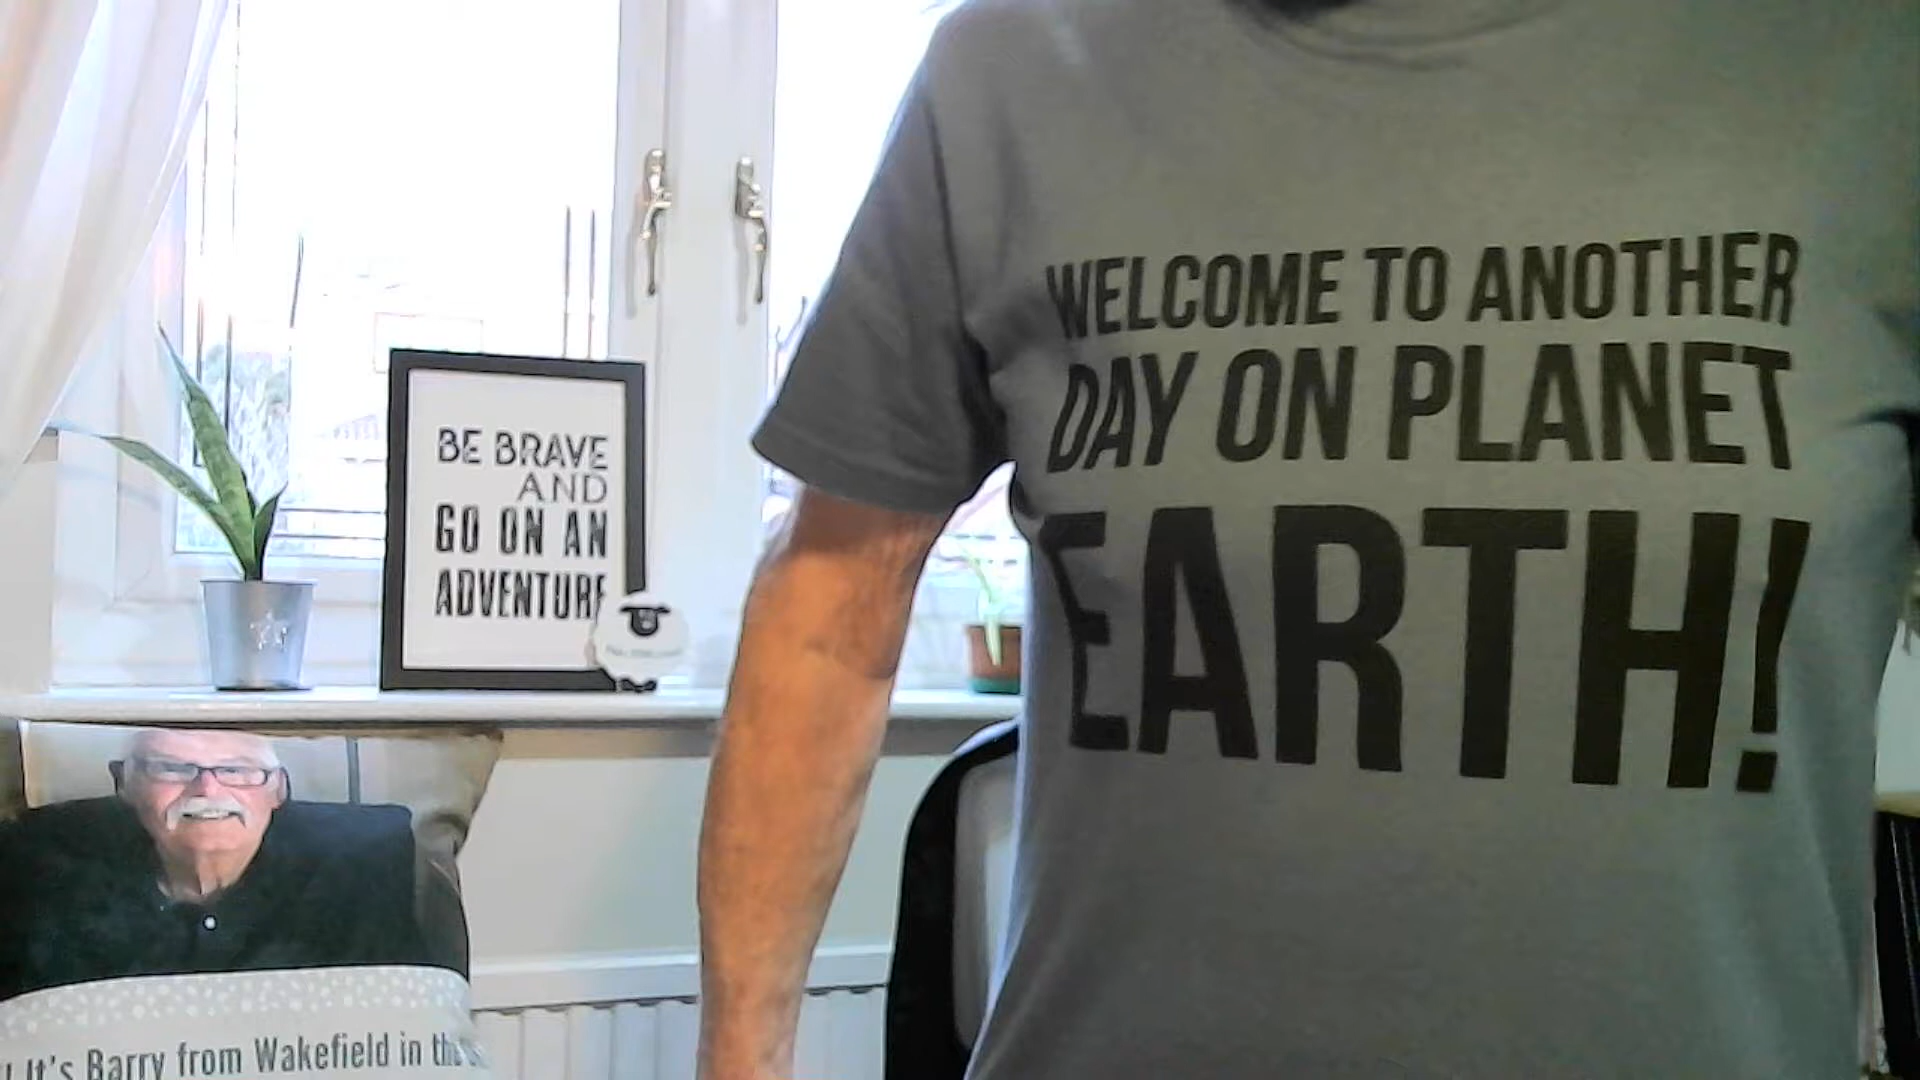 BE BRAVE
AND
GO ON AN
ADVENTURE
WELCOME TO ANOTHER
DAY ON PLANET
EARTH!
! It's Barry from Wakefield in the